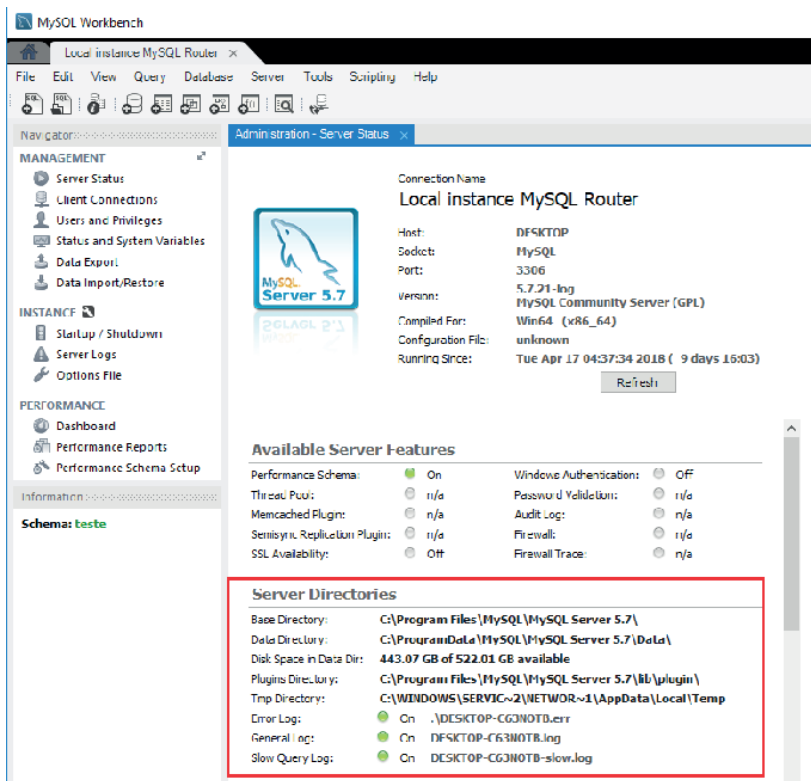 MySQL Workbench
Local instance MySQL Router ×
File Edit View Query Database Server Tools Scripting Help
Navigator
Administration - Server Status ×
MANAGEMENT
Server Status
Client Connections
Users and Privileges
Status and System Variables
Data Export
Data Import/Restore
INSTANCE
Startup / Shutdown
Server Logs
Options File
PERFORMANCE
Dashboard
Performance Reports
Performance Schema Setup
Information
Schema: teste
MySQL
Server 5.7
Connection Name
Local instance MySQL Router
Host: DESKTOP
Socket: MySQL
Port: 3306
Version: 5.7.21-log
MySQL Community Server (GPL)
Compiled For: Win64 (x86_64)
Configuration File: unknown
Running Since: Tue Apr 17 04:37:34 2018 ( 9 days 16:03)
Refresh
Available Server Features
Performance Schema: On Windows Authentication: Off
Thread Pool: n/a Password Validation: n/a
Memcached Plugin: n/a Audit Log: n/a
Semisync Replication Plugin: n/a Firewall: n/a
SSL Availability: Off Firewall Trace: n/a
Server Directories
Base Directory: C:\Program Files\MySQL\MySQL Server 5.7\
Data Directory: C:\ProgramData\MySQL\MySQL Server 5.7\Data\
Disk Space in Data Dir: 443.07 GB of 522.01 GB available
Plugins Directory: C:\Program Files\MySQL\MySQL Server 5.7\lib\plugin\
Tmp Directory: C:\WINDOWS\SERVIC~2\NETWOR~1\AppData\Local\Temp
Error Log: On .\DESKTOP-CG3N0TB.err
General Log: On DESKTOP-CG3N0TB.log
Slow Query Log: On DESKTOP-CG3N0TB-slow.log